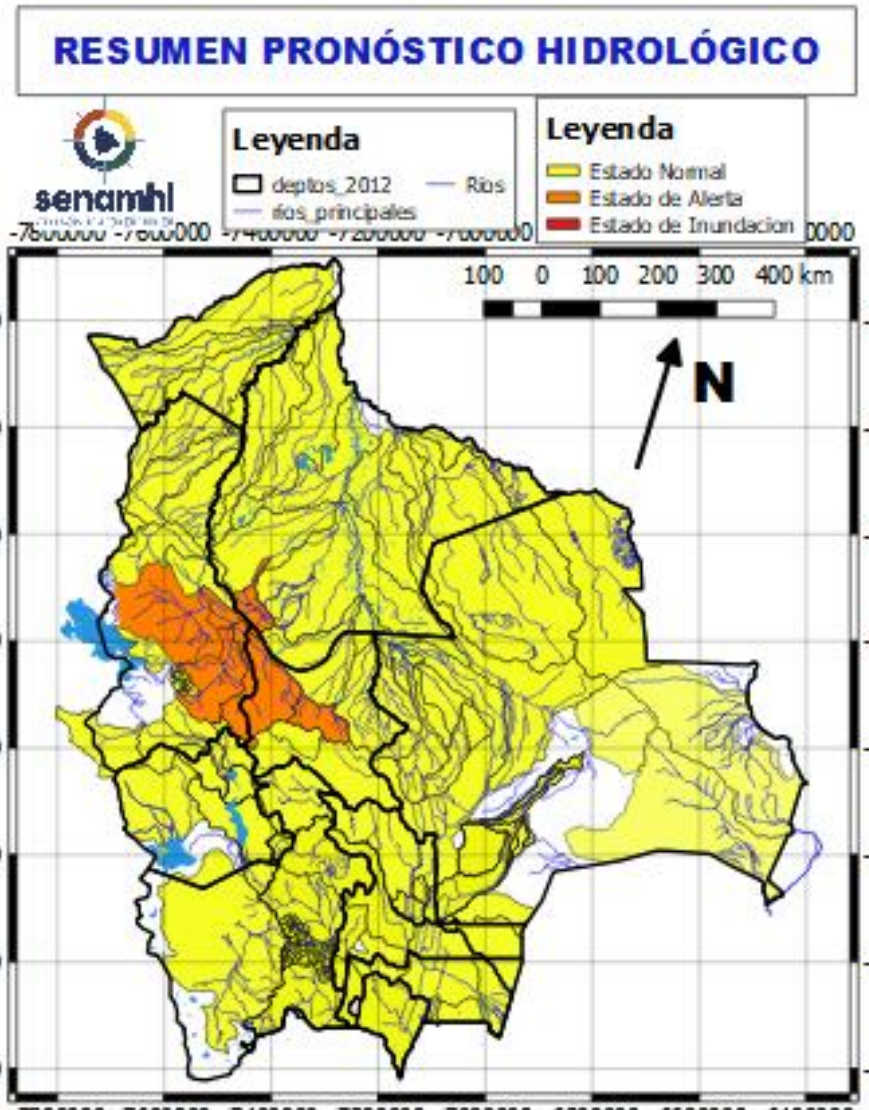 RESUMEN PRONÓSTICO HIDROLÓGICO
senamhi
Leyenda
deptos_2012
Rios
rios_principales
Leyenda
Estado Normal
Estado de Alerta
Estado de Inundacion
-7800000 -7600000 -7400000 -7200000 -7000000
100 0 100 200 300 400 km
N